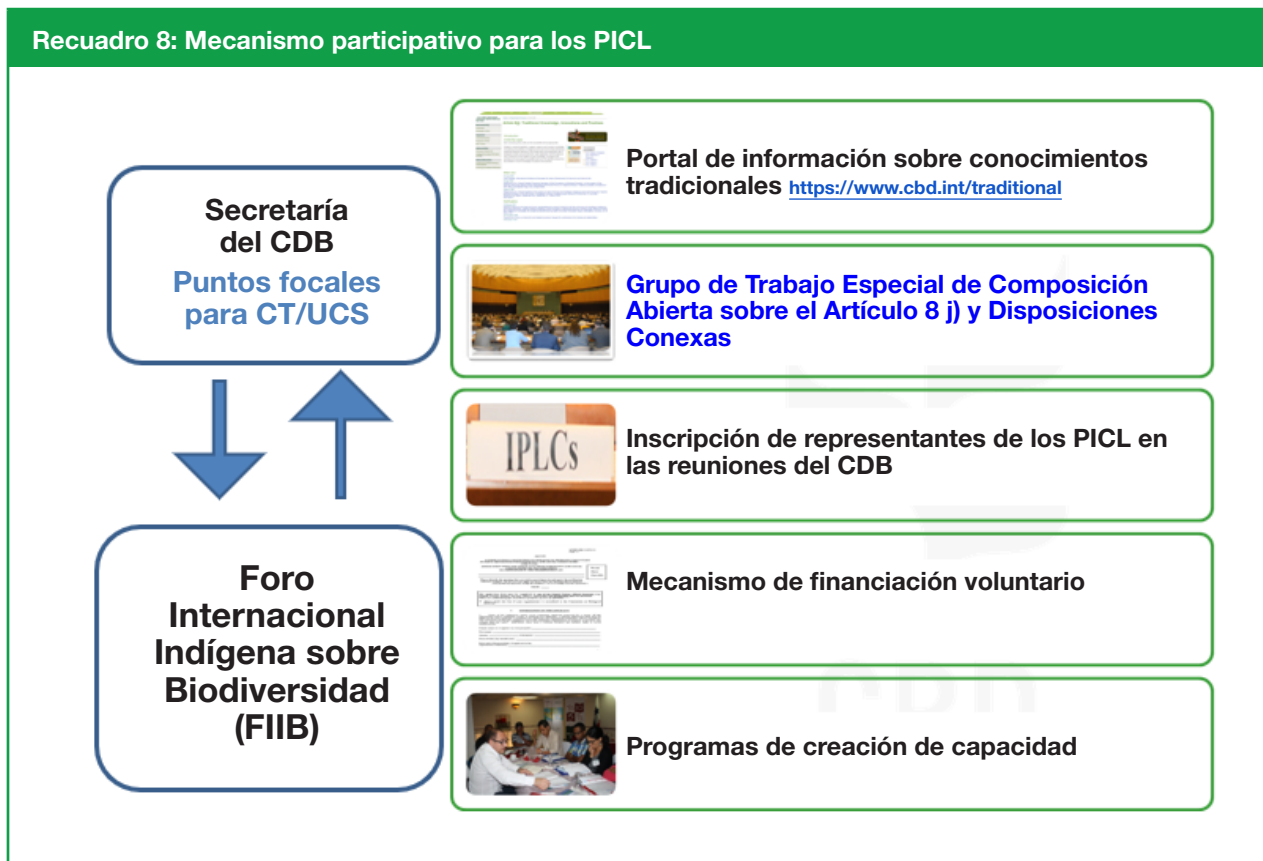 Recuadro 8: Mecanismo participativo para los PICL
Secretaría
del CDB
Puntos focales
para CT/UCS
Foro
Internacional
Indígena sobre
Biodiversidad
(FIIB)
Portal de información sobre conocimientos
tradicionales https://www.cbd.int/traditional
Grupo de Trabajo Especial de Composición
Abierta sobre el Artículo 8 j) y Disposiciones
Conexas
IPLCs
Inscripción de representantes de los PICL en
las reuniones del CDB
Mecanismo de financiación voluntario
Programas de creación de capacidad